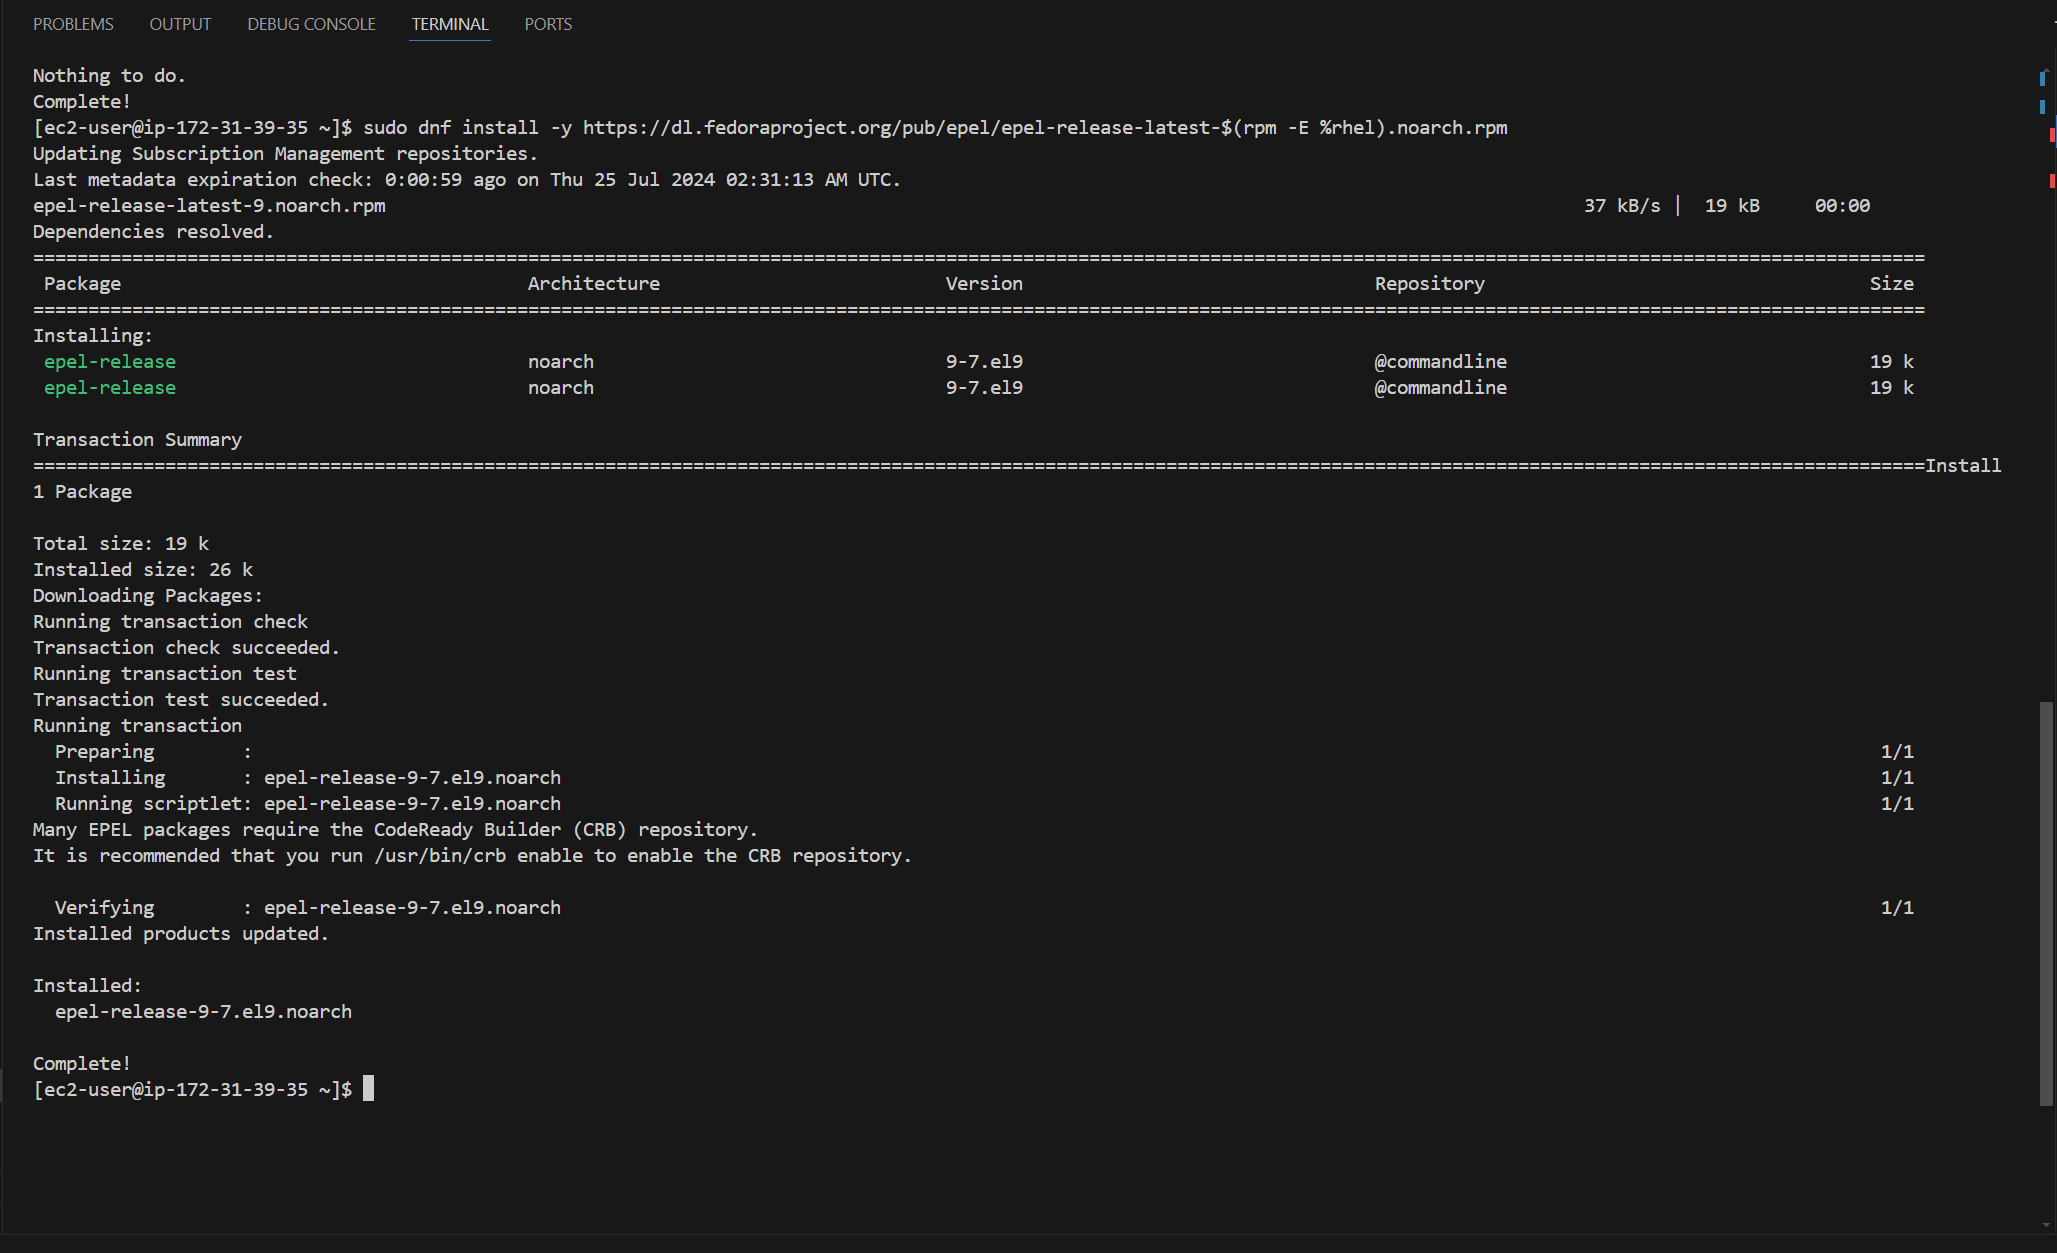 PROBLEMS OUTPUT DEBUG CONSOLE TERMINAL PORTS
Nothing to do.
Complete!
[ec2-user@ip-172-31-39-35 ~]$ sudo dnf install -y https://dl.fedoraproject.org/pub/epel/epel-release-latest-$(rpm -E %rhel).noarch.rpm
Updating Subscription Management repositories.
Last metadata expiration check: 0:00:59 ago on Thu 25 Jul 2024 02:31:13 AM UTC.
epel-release-latest-9.noarch.rpm 37 kB/s | 19 kB 00:00
Dependencies resolved.
============================================================================================================================================================================
Package Architecture Version Repository Size
============================================================================================================================================================================
Installing:
epel-release noarch 9-7.el9 @commandline 19 k
epel-release noarch 9-7.el9 @commandline 19 k
Transaction Summary
============================================================================================================================================================================Install
1 Package
Total size: 19 k
Installed size: 26 k
Downloading Packages:
Running transaction check
Transaction check succeeded.
Running transaction test
Transaction test succeeded.
Running transaction
Preparing : 1/1
Installing : epel-release-9-7.el9.noarch 1/1
Running scriptlet: epel-release-9-7.el9.noarch 1/1
Many EPEL packages require the CodeReady Builder (CRB) repository.
It is recommended that you run /usr/bin/crb enable to enable the CRB repository.
Verifying : epel-release-9-7.el9.noarch 1/1
Installed products updated.
Installed:
epel-release-9-7.el9.noarch
Complete!
[ec2-user@ip-172-31-39-35 ~]$